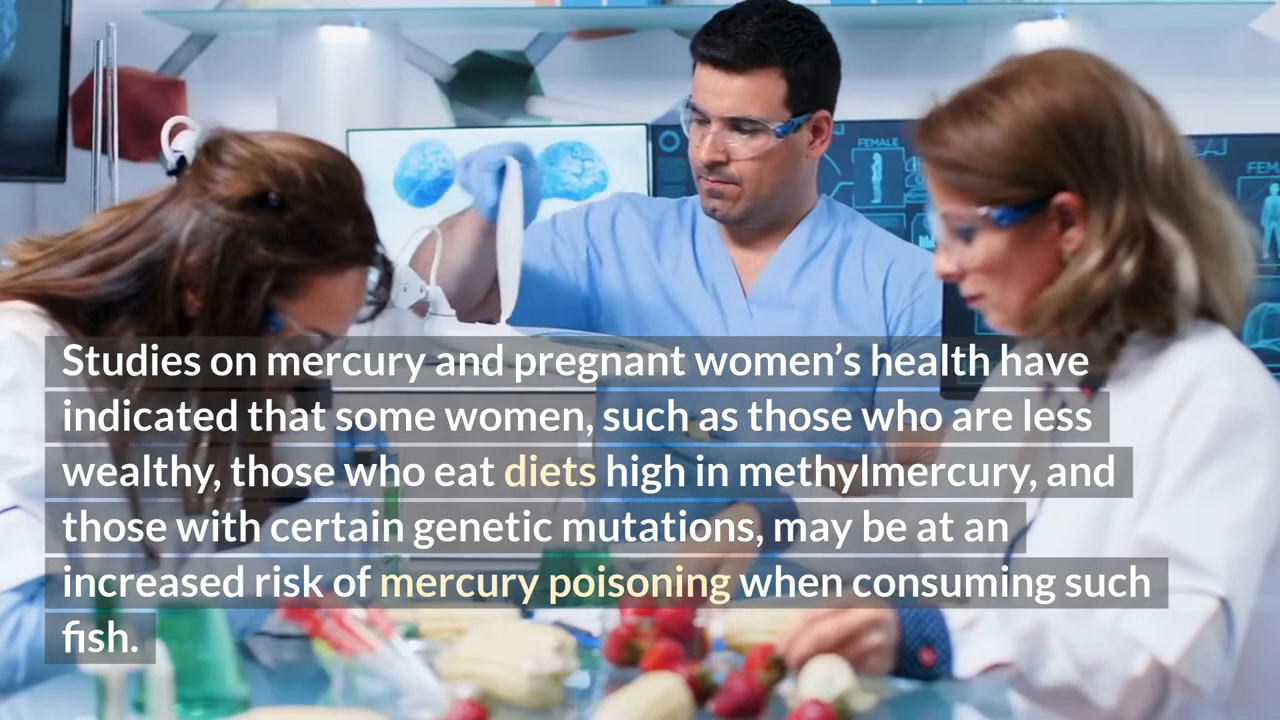 FEMALE
Studies on mercury and pregnant women’s health have
indicated that some women, such as those who are less
wealthy, those who eat diets high in methylmercury, and
those with certain genetic mutations, may be at an
increased risk of mercury poisoning when consuming such
fish.